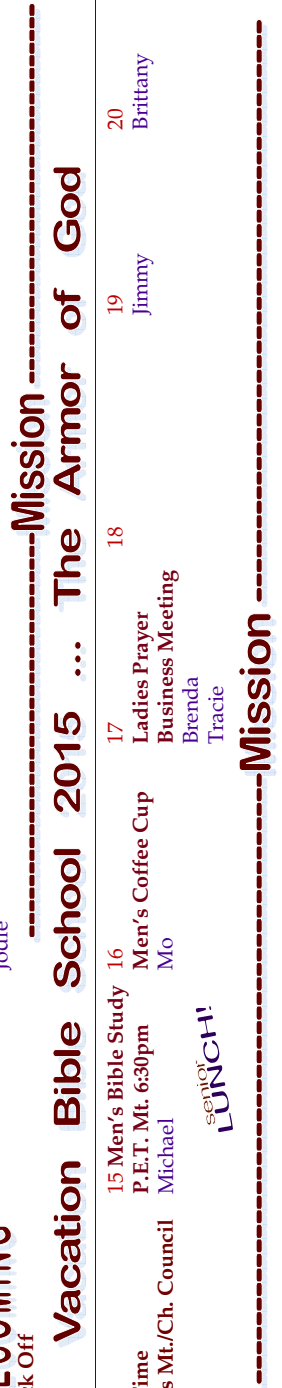 k Off
Jodie
Mission
Vacation Bible School 2015 ... The Armor of God
ime
s Mt./Ch. Council
15 Men's Bible Study
P.E.T. Mt. 6:30pm
Michael
senior
LUNCH!
16
Men's Coffee Cup
Mo
17
Ladies Prayer
Business Meeting
Brenda
Tracie
18
19
Jimmy
20
Brittany
Mission